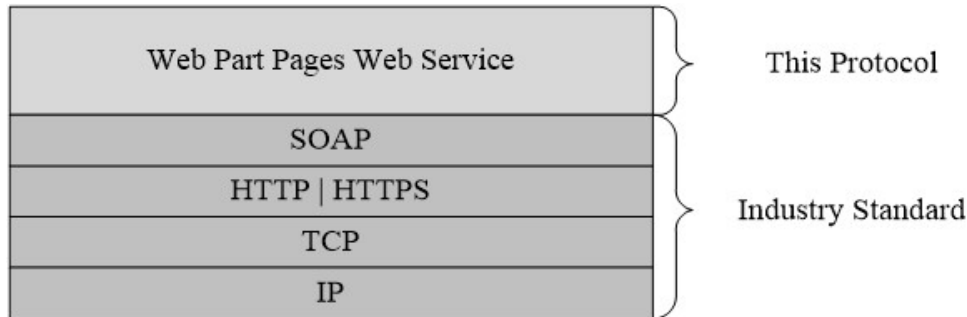 Web Part Pages Web Service
This Protocol
SOAP
HTTP | HTTPS
TCP
IP
Industry Standard